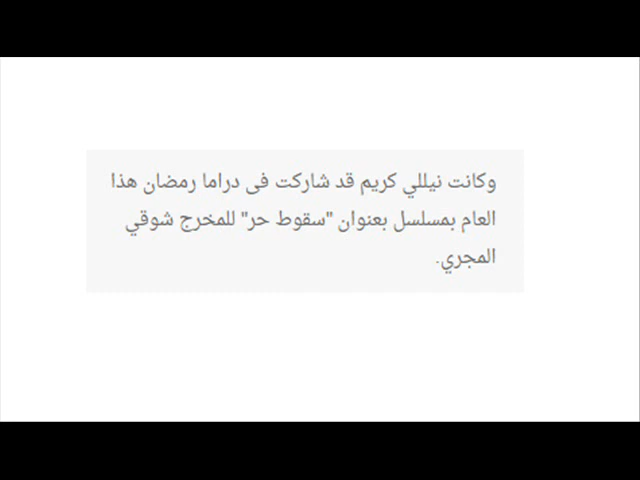 وكانت نيللي كريم قد شاركت فى دراما رمضان هذا
العام بمسلسل بعنوان "سقوط حر" للمخرج شوقي
المجري.